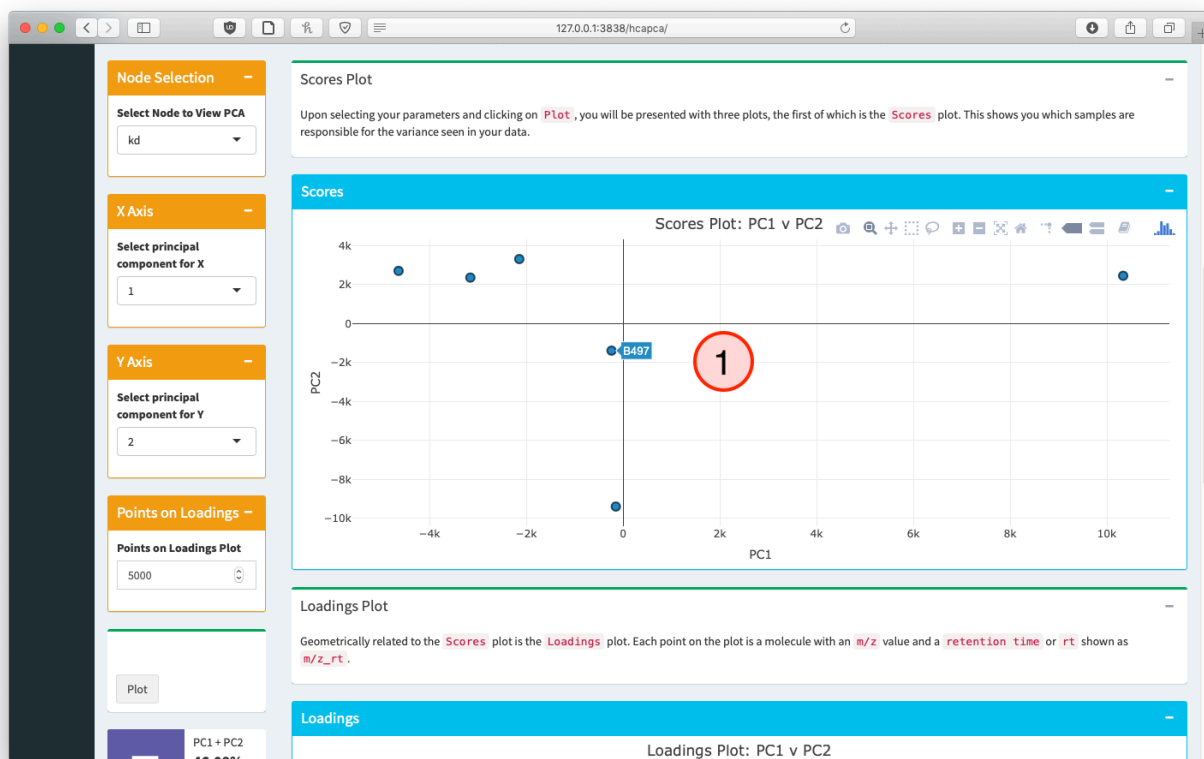 127.0.0.1:3838/hcapca/
Node Selection
Select Node to View PCA
kd
X Axis
Select principal
component for X
1
Y Axis
Select principal
component for Y
2
Points on Loadings
Points on Loadings Plot
5000
Plot
PC1 + PC2
Scores Plot
Upon selecting your parameters and clicking on Plot , you will be presented with three plots, the first of which is the Scores plot. This shows you which samples are
responsible for the variance seen in your data.
Scores
Scores Plot: PC1 v PC2
4k
2k
0
B497
1
−2k
PC2
−4k
−6k
−8k
−10k
−4k −2k 0 2k 4k 6k 8k 10k
PC1
Loadings Plot
Geometrically related to the Scores plot is the Loadings plot. Each point on the plot is a molecule with an m/z value and a retention time or rt shown as
m/z_rt .
Loadings
Loadings Plot: PC1 v PC2